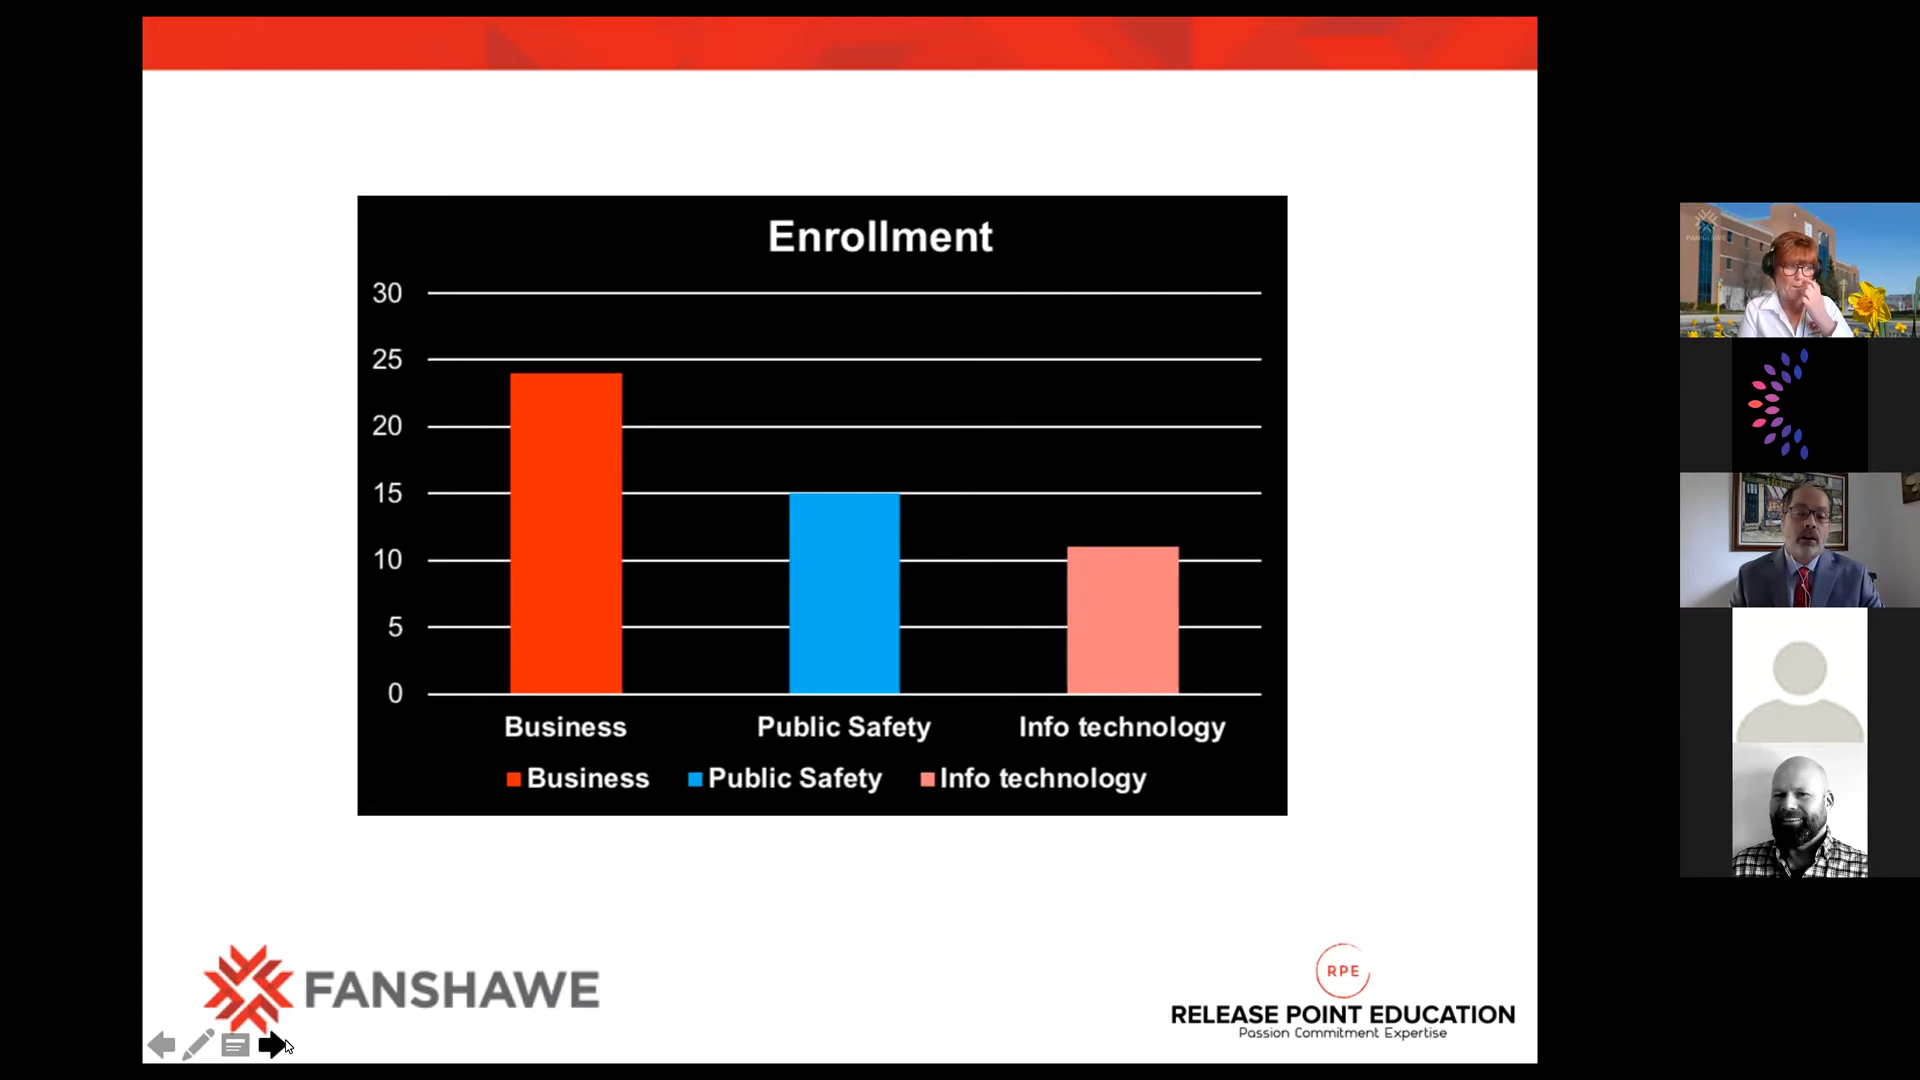 Enrollment
30
25
20
15
10
5
0
Business Public Safety Info technology
Business Public Safety Info technology
FANSHAWE
RPE
RELEASE POINT EDUCATION
Passion Commitment Expertise
FANSHAWE